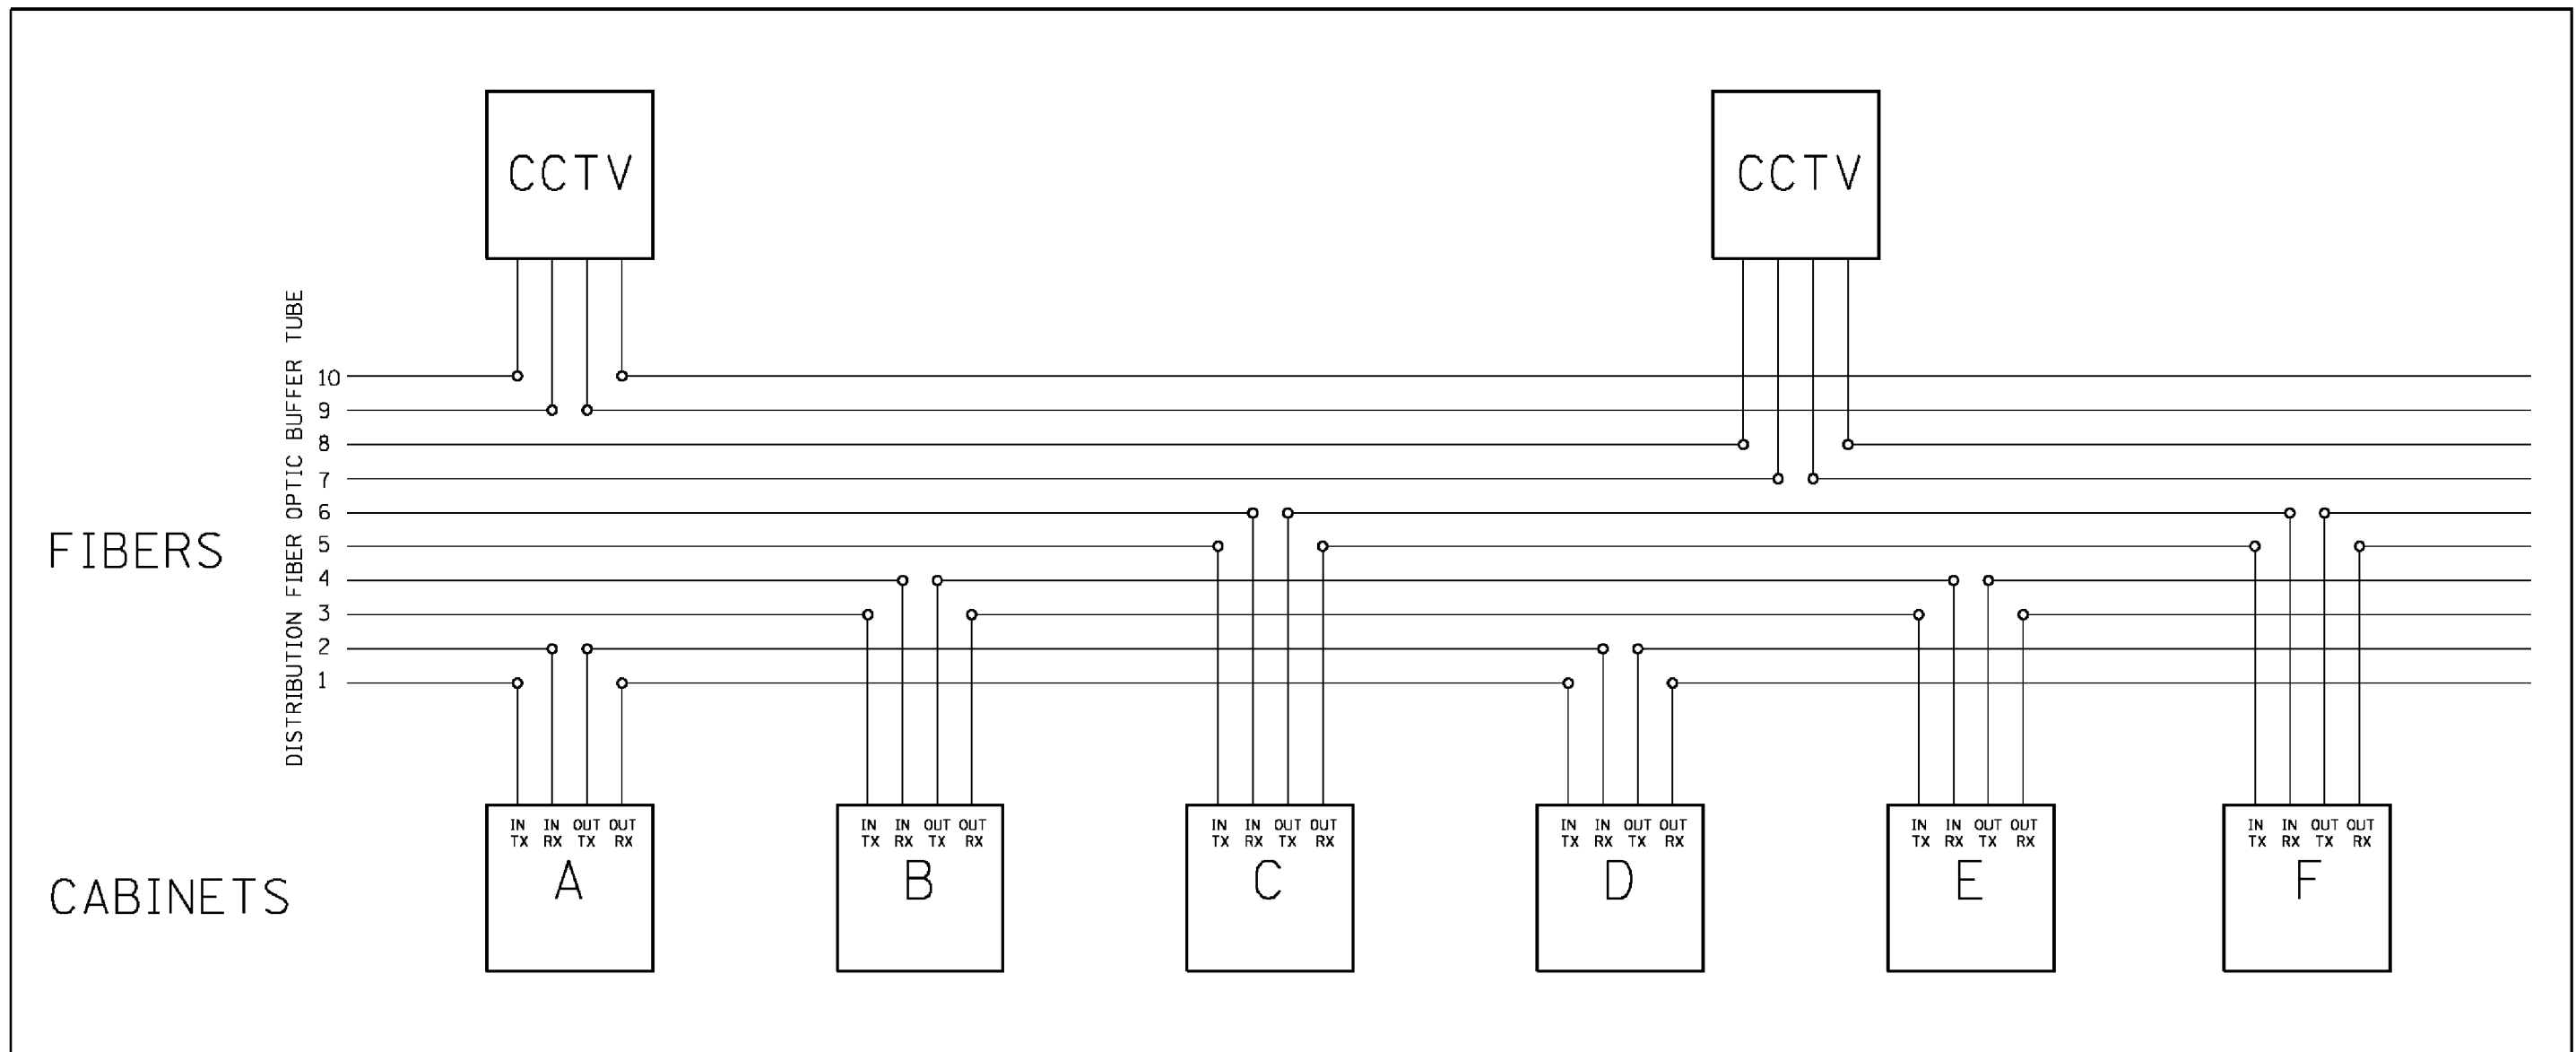 CCTV
CCTV
DISTRIBUTION FIBER OPTIC BUFFER TUBE
10
9
8
7
6
5
4
3
2
1
FIBERS
IN IN OUT OUT
TX RX TX RX
A
IN IN OUT OUT
TX RX TX RX
B
IN IN OUT OUT
TX RX TX RX
C
IN IN OUT OUT
TX RX TX RX
D
IN IN OUT OUT
TX RX TX RX
E
IN IN OUT OUT
TX RX TX RX
F
CABINETS